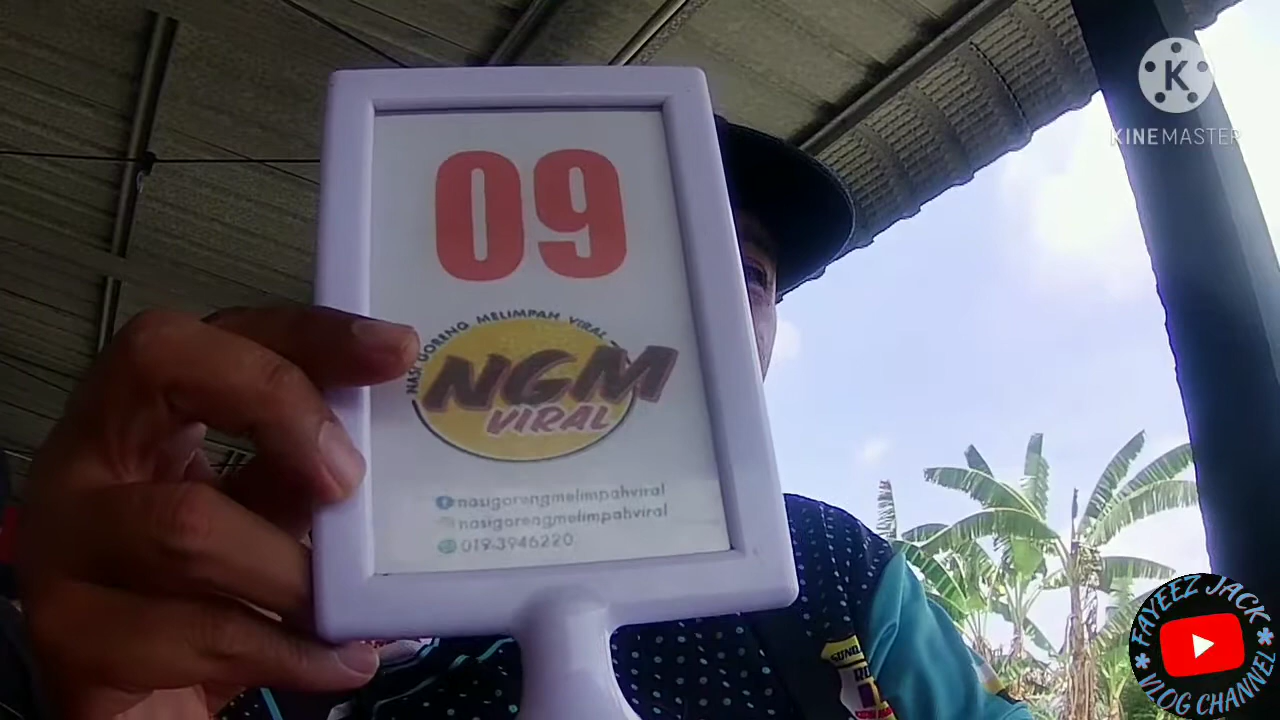 K
KINEMASTER
09
NASI GORENG MELIMPAH VIRAL
NGM
VIRAL
nasigorengmelimpahviral
nasigorengmelimpahviral
019-3946220
FAYEEZ JACK
VLOG CHANNEL